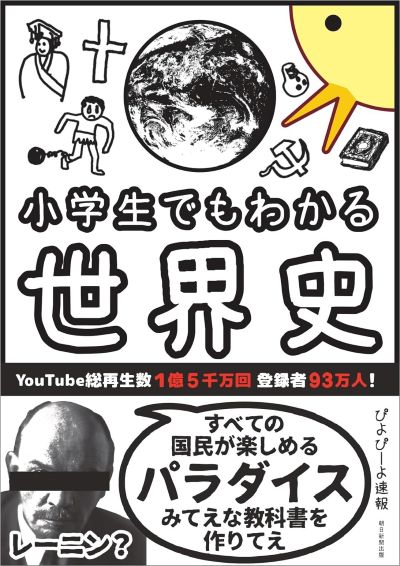 小学生でもわかる
世界史
YouTube総再生数1億5千万回 登録者93万人!
すべての
国民が楽しめる
パラダイス
みてえな教科書を
作りてえ
レーニン?
ぴよぴーよ速報
朝日新聞出版